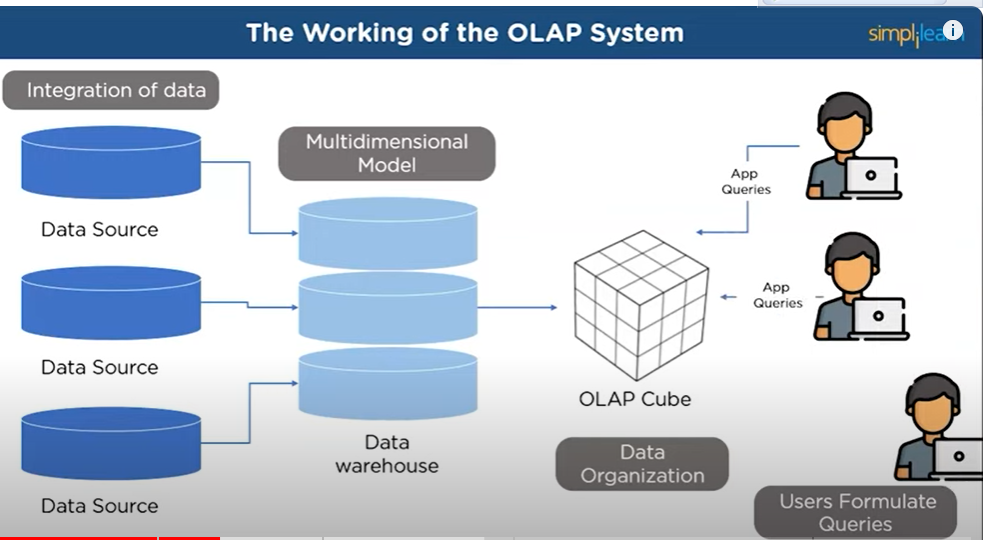 The Working of the OLAP System
simplilearn
Integration of data
Data Source
Data Source
Data Source
Multidimensional
Model
Data
warehouse
OLAP Cube
Data
Organization
App
Queries
App
Queries
Users Formulate
Queries